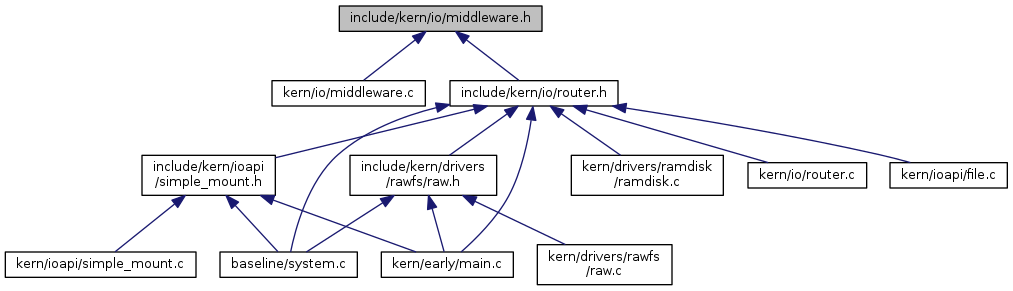 include/kern/io/middleware.h
kern/io/middleware.c
include/kern/io/router.h
include/kern/ioapi
/simple_mount.h
include/kern/drivers
/rawfs/raw.h
kern/drivers/ramdisk
/ramdisk.c
kern/io/router.c
kern/ioapi/file.c
kern/ioapi/simple_mount.c
baseline/system.c
kern/early/main.c
kern/drivers/rawfs
/raw.c